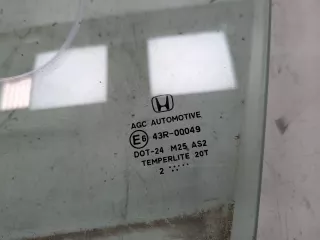 AGC AUTOMOTIVE
E6 43R-00049
DOT-24 M25 AS2
TEMPERLITE 20T
2